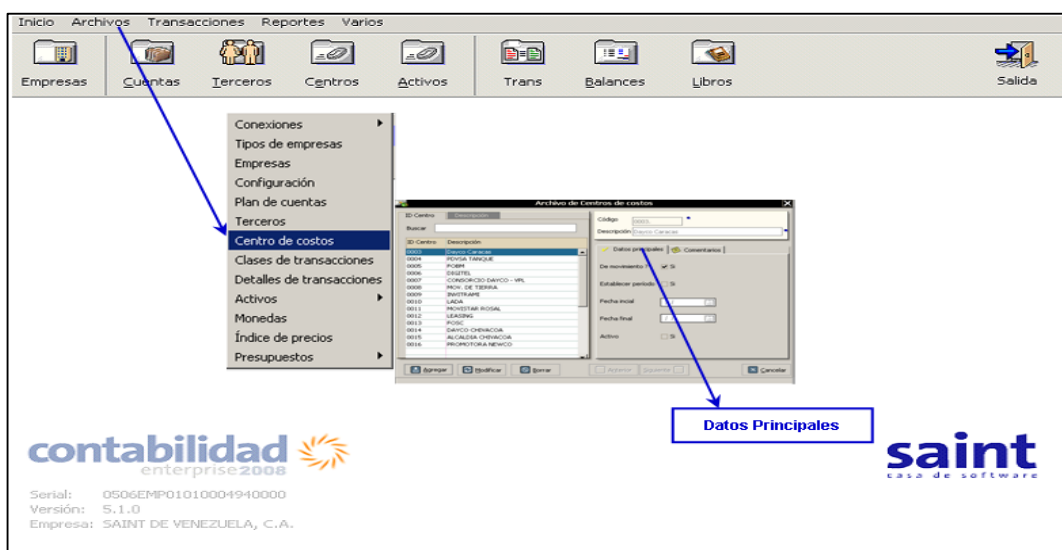 Inicio Archivos Transacciones Reportes Varios
Empresas Cuentas Terceros Centros Activos Trans Balances Libros Salida
Conexiones
Tipos de empresas
Empresas
Configuración
Plan de cuentas
Terceros
Centro de costos
Clases de transacciones
Detalles de transacciones
Activos
Monedas
Índice de precios
Presupuestos
Archivo de Centros de costos
ID Centro Descripción
Buscar
ID Centro Descripción
0003 Dayco Caracas
0004 PDVSA TANQUE
0005 FOBM
0006 DIGITEL
0007 CONSORCIO DAYCO - VPL
0008 MOV. DE TIERRA
0009 INVITRAME
0010 LADA
0011 MOVISTAR ROSAL
0012 LEASING
0013 FOSC
0014 DAYCO CHIVACOA
0015 ALCALDIA CHIVACOA
0016 PROMOTORA NEWCO
Código 0003.
Descripción Dayco Caracas
Datos principales Comentarios
De movimiento ? Si
Establecer período Si
Fecha inicial
Fecha final
Activo Si
Agregar Modificar Borrar Anterior Siguiente Cancelar
Datos Principales
contabilidad
enterprise2008
saint
casa de software
Serial: 0506EMP01010004940000
Versión: 5.1.0
Empresa: SAINT DE VENEZUELA, C.A.